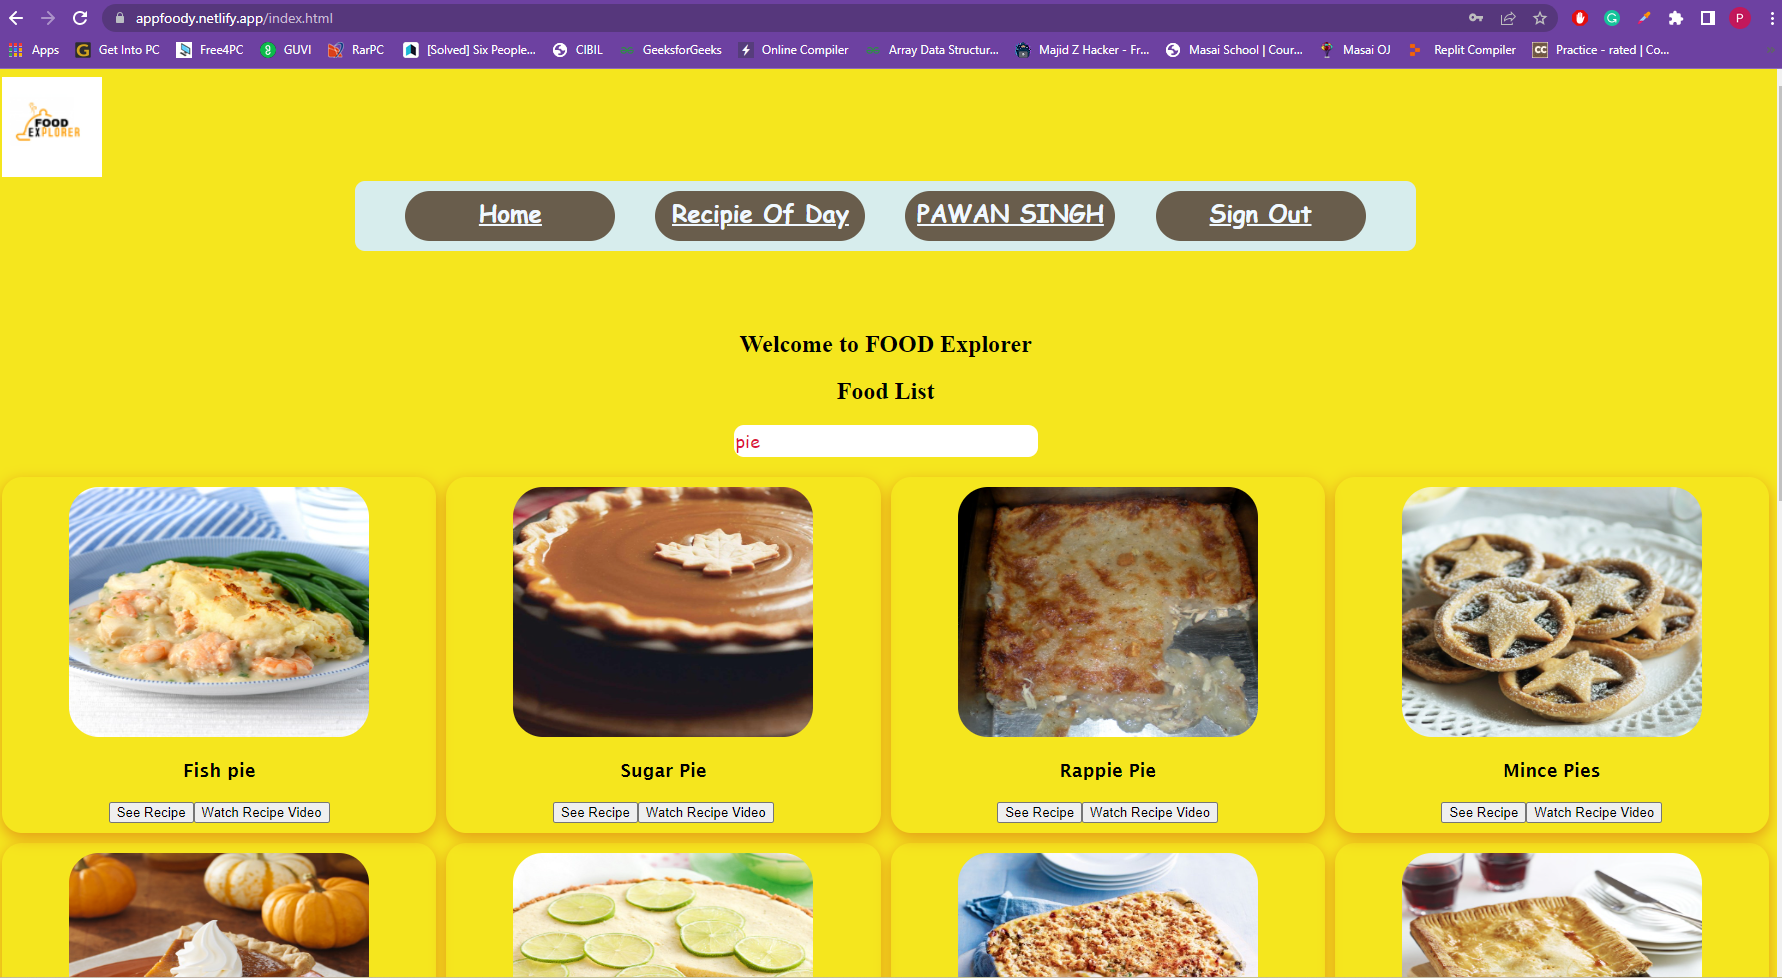 appfoody.netlify.app/index.html
P
Apps
Get Into PC
Free4PC
GUVI
RarPC
[Solved] Six People...
CIBIL
GeeksforGeeks
Online Compiler
Array Data Structur...
Majid Z Hacker - Fr...
Masai School | Cour...
Masai OJ
Replit Compiler
CC
Practice - rated | Co...
FOOD
EXPLORER
Home
Recipie Of Day
PAWAN SINGH
Sign Out
Welcome to FOOD Explorer
Food List
pie
Fish pie
See Recipe Watch Recipe Video
Sugar Pie
See Recipe Watch Recipe Video
Rappie Pie
See Recipe Watch Recipe Video
Mince Pies
See Recipe Watch Recipe Video